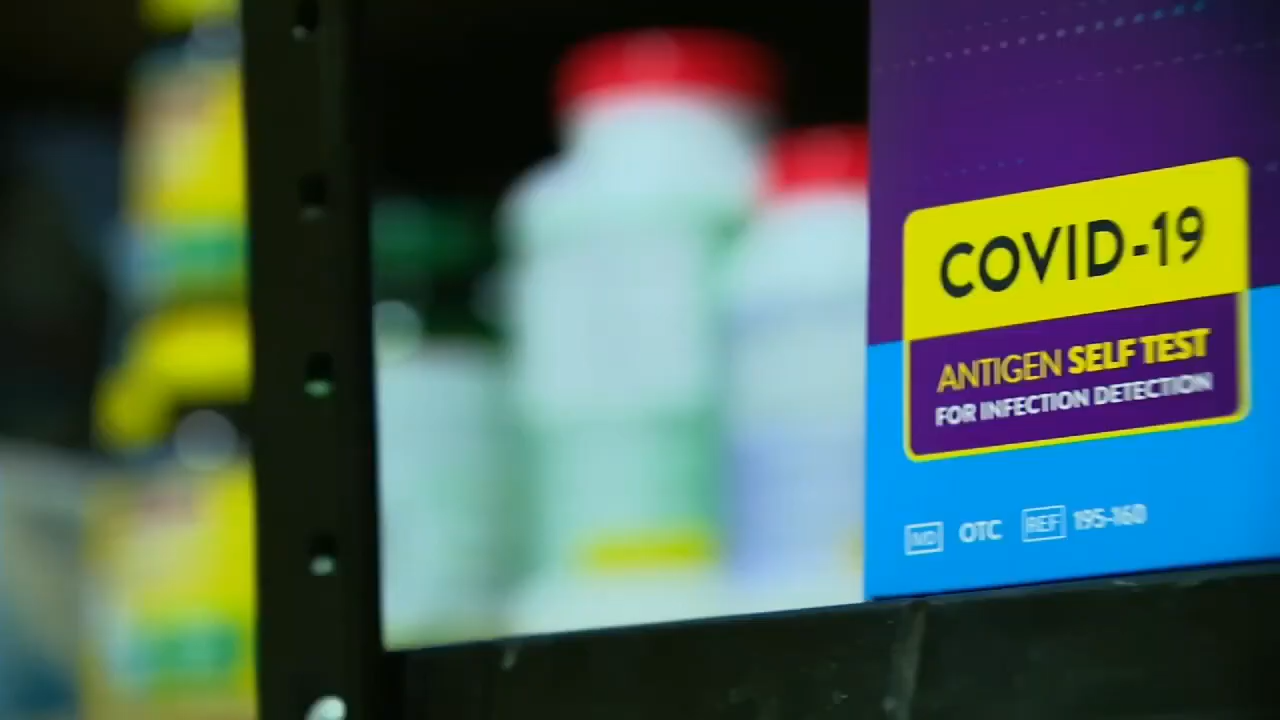 COVID-19
ANTIGEN SELF TEST
FOR INFECTION DETECTION
IVD OTC REF 195-160